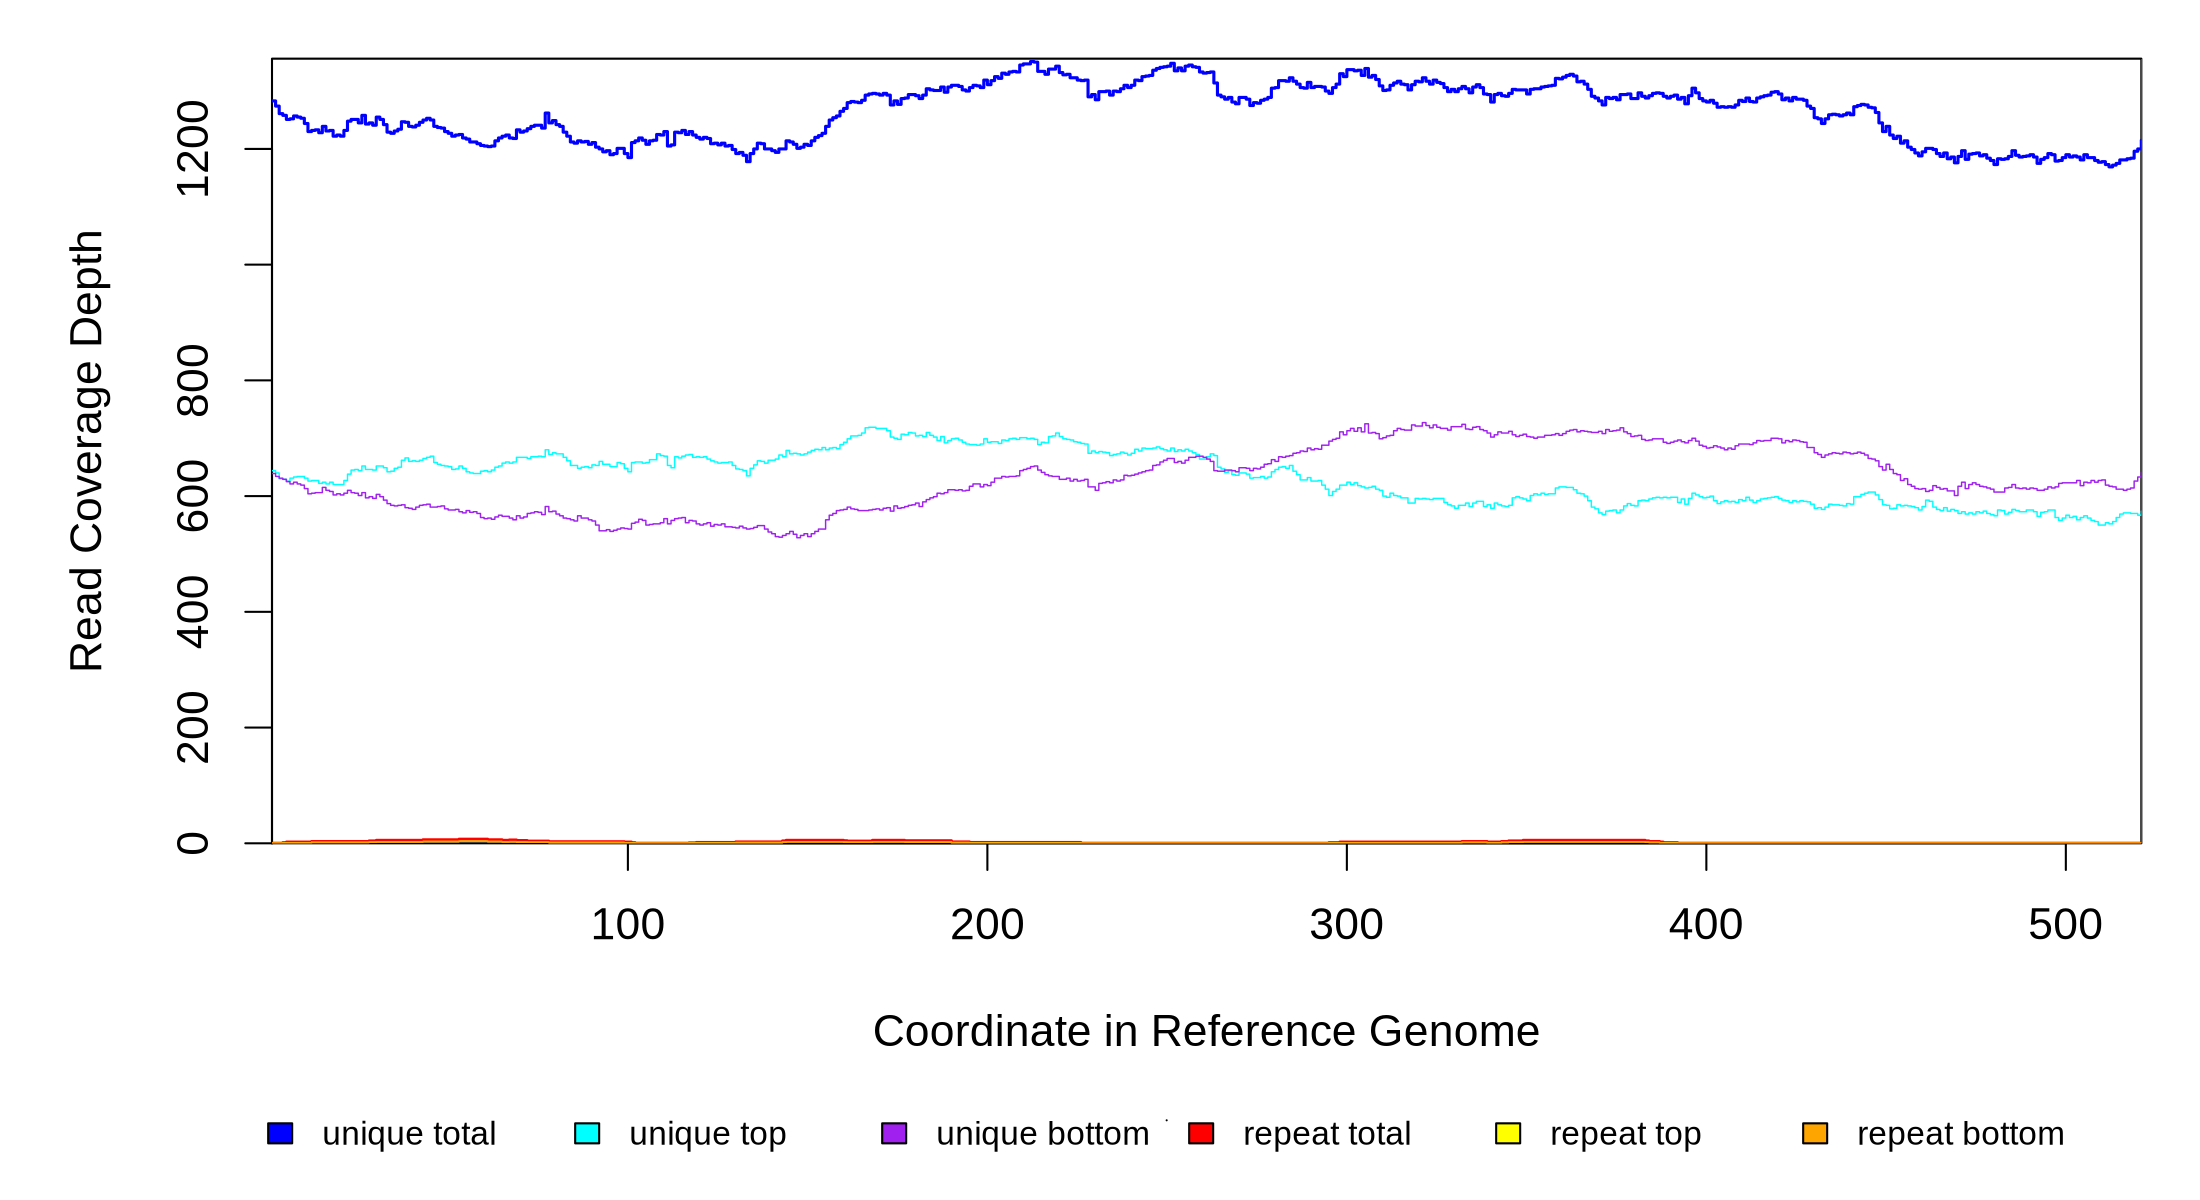 Read Coverage Depth
1200
800
600
400
200
0
100 200 300 400 500
Coordinate in Reference Genome
unique total unique top unique bottom repeat total repeat top repeat bottom